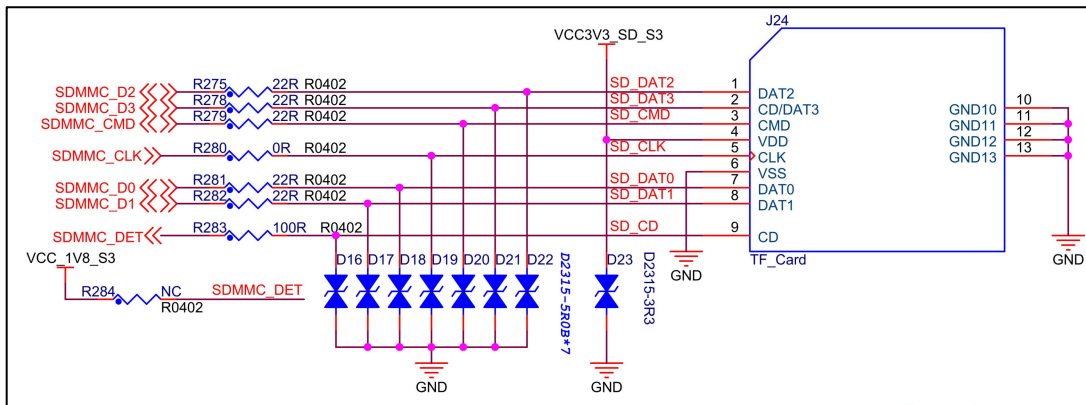 J24
VCC3V3_SD_S3
SDMMC_D2 R275 22R R0402 SD_DAT2 1 DAT2
SDMMC_D3 R278 22R R0402 SD_DAT3 2 CD/DAT3 GND10 10
SDMMC_CMD R279 22R R0402 SD_CMD 3 CMD GND11 11
4 VDD GND12 12
SDMMC_CLK R280 0R R0402 SD_CLK 5 CLK GND13 13
6 VSS
SDMMC_D0 R281 22R R0402 SD_DAT0 7 DAT0
SDMMC_D1 R282 22R R0402 SD_DAT1 8 DAT1
SDMMC_DET R283 100R R0402 SD_CD 9 CD
VCC_1V8_S3 D16 D17 D18 D19 D20 D21 D22 D23 TF_Card
D2315-5R0B*7
D2315-3R3
GND
GND
R284 NC SDMMC_DET
R0402
GND
GND